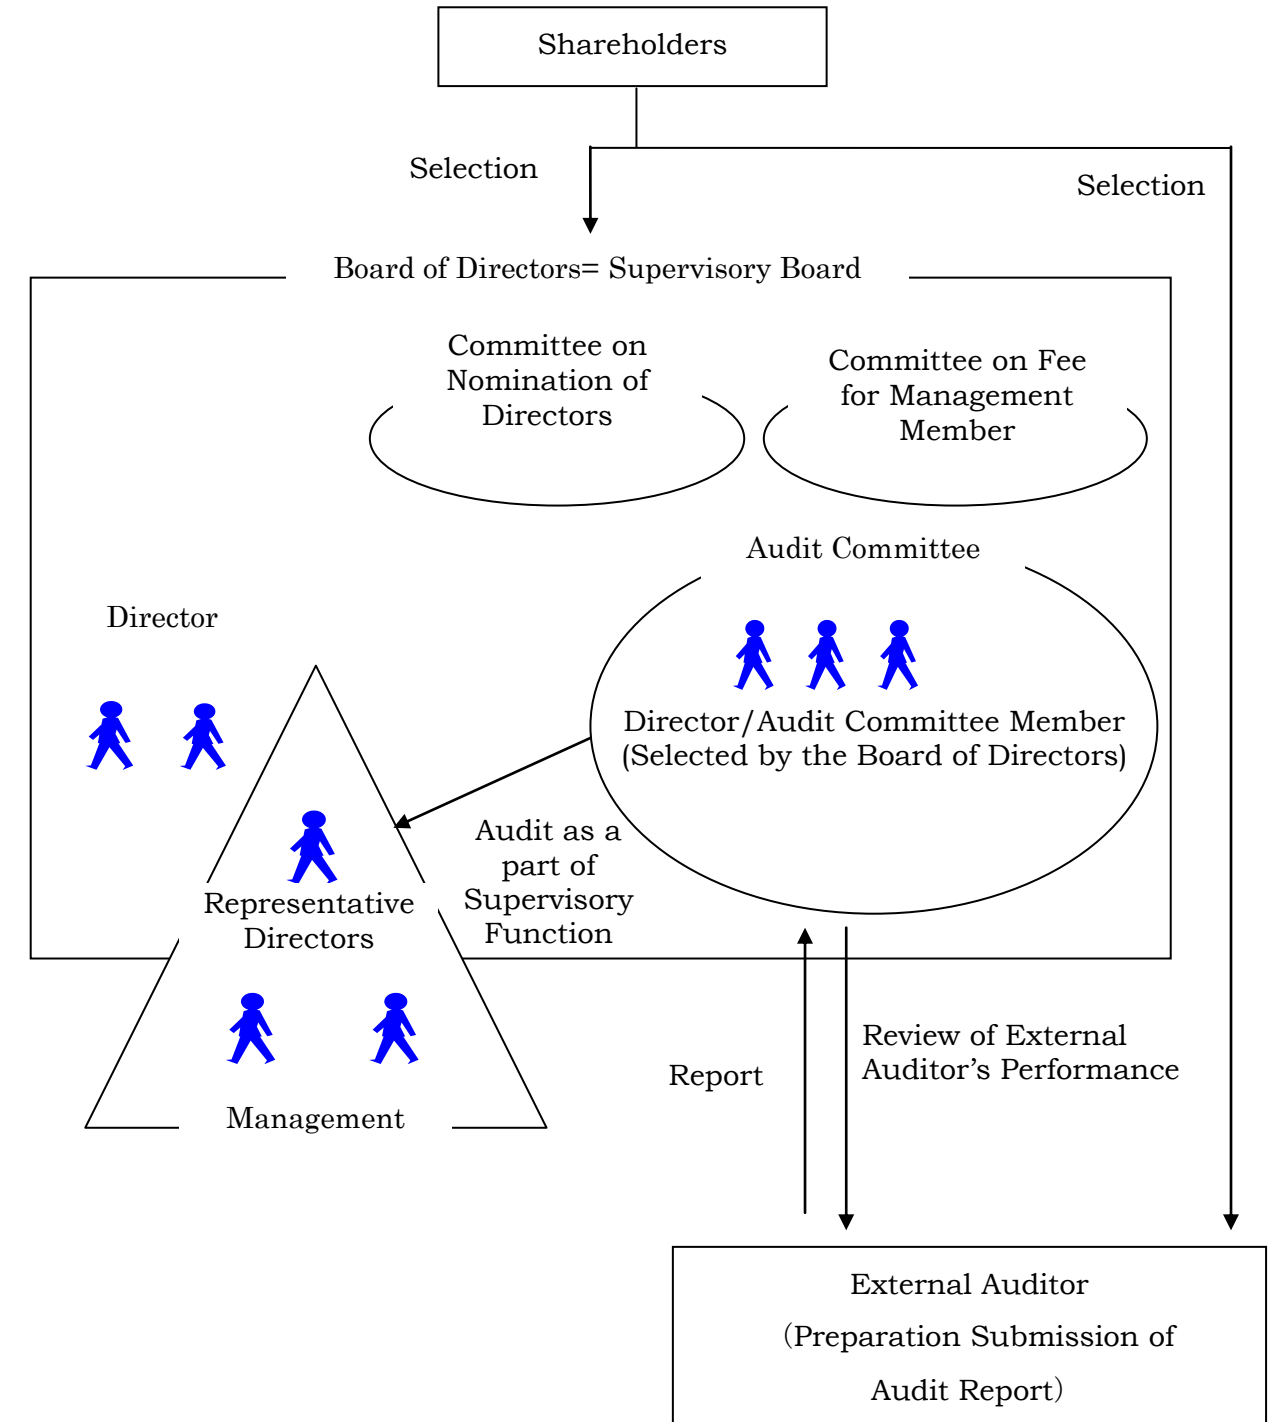 Shareholders
Selection
Selection
Board of Directors= Supervisory Board
Committee on
Nomination of
Directors
Committee on Fee
for Management
Member
Audit Committee
Director
Director/Audit Committee Member
(Selected by the Board of Directors)
Audit as a
part of
Supervisory
Function
Representative
Directors
Review of External
Auditor’s Performance
Report
Management
External Auditor
（Preparation Submission of
Audit Report）